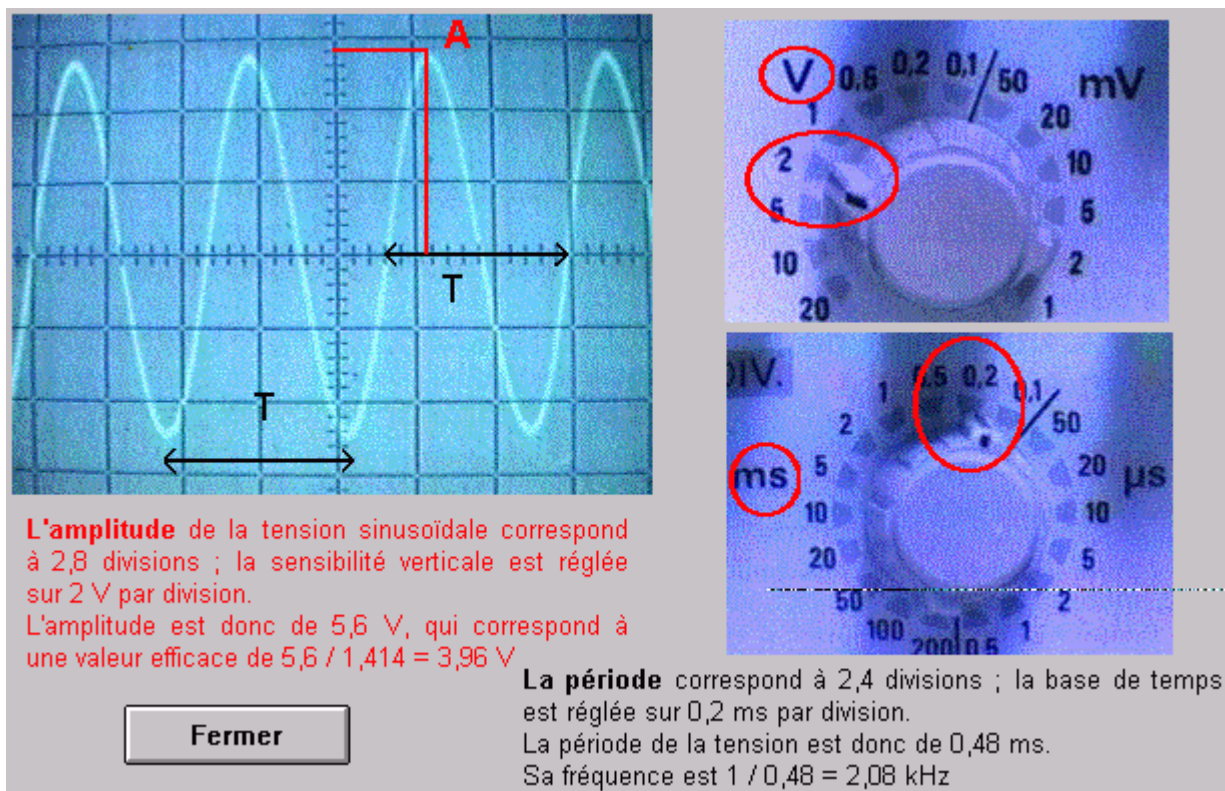 A
T
T
V
0,5 0,2 0,1 50 mV
1 20
2 10
5 5
10 2
20 1
DIV.
1 0,5 0,2 0,1
2 50
ms 5 20 µs
10 10
20 5
50 2
100 200 0,5 1
L'amplitude de la tension sinusoïdale correspond
à 2,8 divisions ; la sensibilité verticale est réglée
sur 2 V par division.
L'amplitude est donc de 5,6 V, qui correspond à
une valeur efficace de 5,6 / 1,414 = 3,96 V
Fermer
La période correspond à 2,4 divisions ; la base de temps
est réglée sur 0,2 ms par division.
La période de la tension est donc de 0,48 ms.
Sa fréquence est 1 / 0,48 = 2,08 kHz